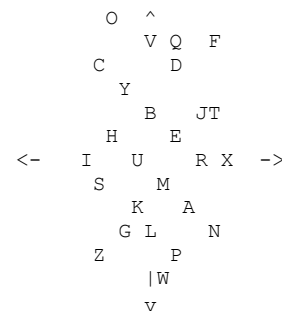 O ^
V Q F
C D
Y
B JT
H E
<- I U R X ->
S M
K A
G L N
Z P
|W
v